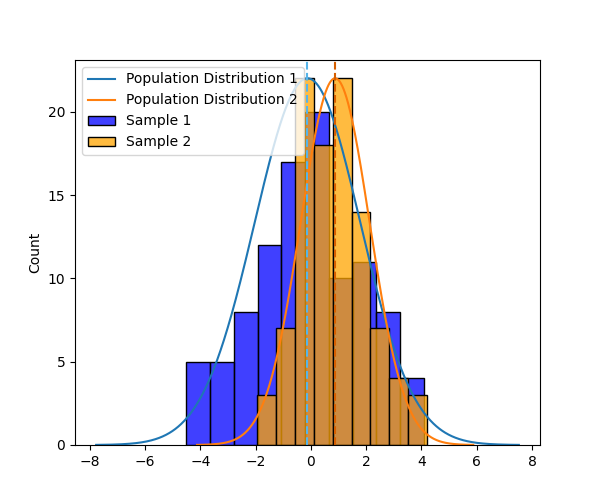 Population Distribution 1
Population Distribution 2
Sample 1
Sample 2
Count
20
15
10
5
0
−8 −6 −4 −2 0 2 4 6 8